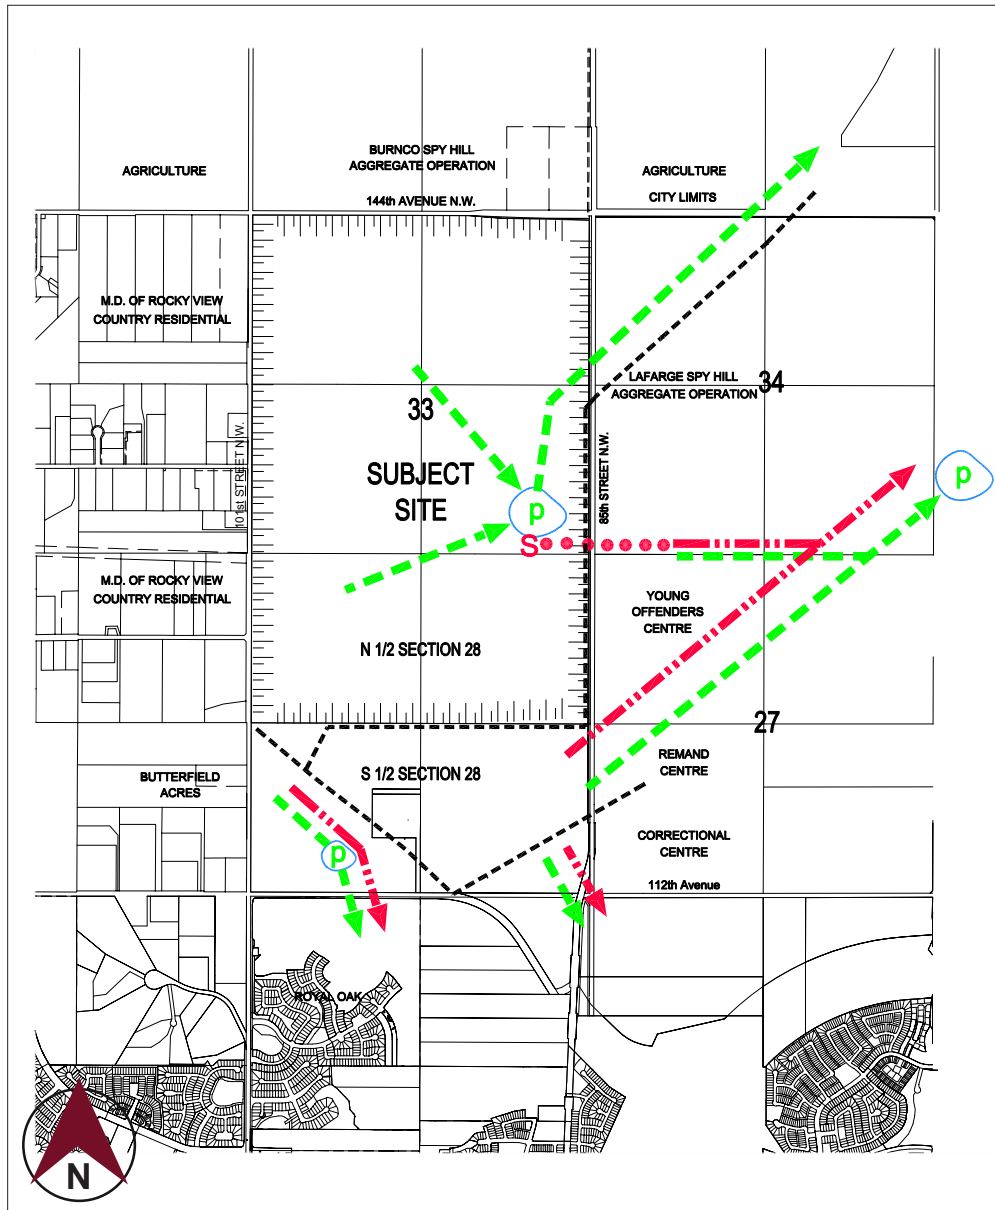 BURNCO SPY HILL
AGGREGATE OPERATION
AGRICULTURE
AGRICULTURE
144th AVENUE N.W.
CITY LIMITS
M.D. OF ROCKY VIEW
COUNTRY RESIDENTIAL
33
LAFARGE SPY HILL
AGGREGATE OPERATION
34
SUBJECT
SITE
101st STREET N.W.
85th STREET N.W.
p
p
S
M.D. OF ROCKY VIEW
COUNTRY RESIDENTIAL
YOUNG
OFFENDERS
CENTRE
N 1/2 SECTION 28
27
REMAND
CENTRE
BUTTERFIELD
ACRES
S 1/2 SECTION 28
p
CORRECTIONAL
CENTRE
112th Avenue
ROYAL OAK
N